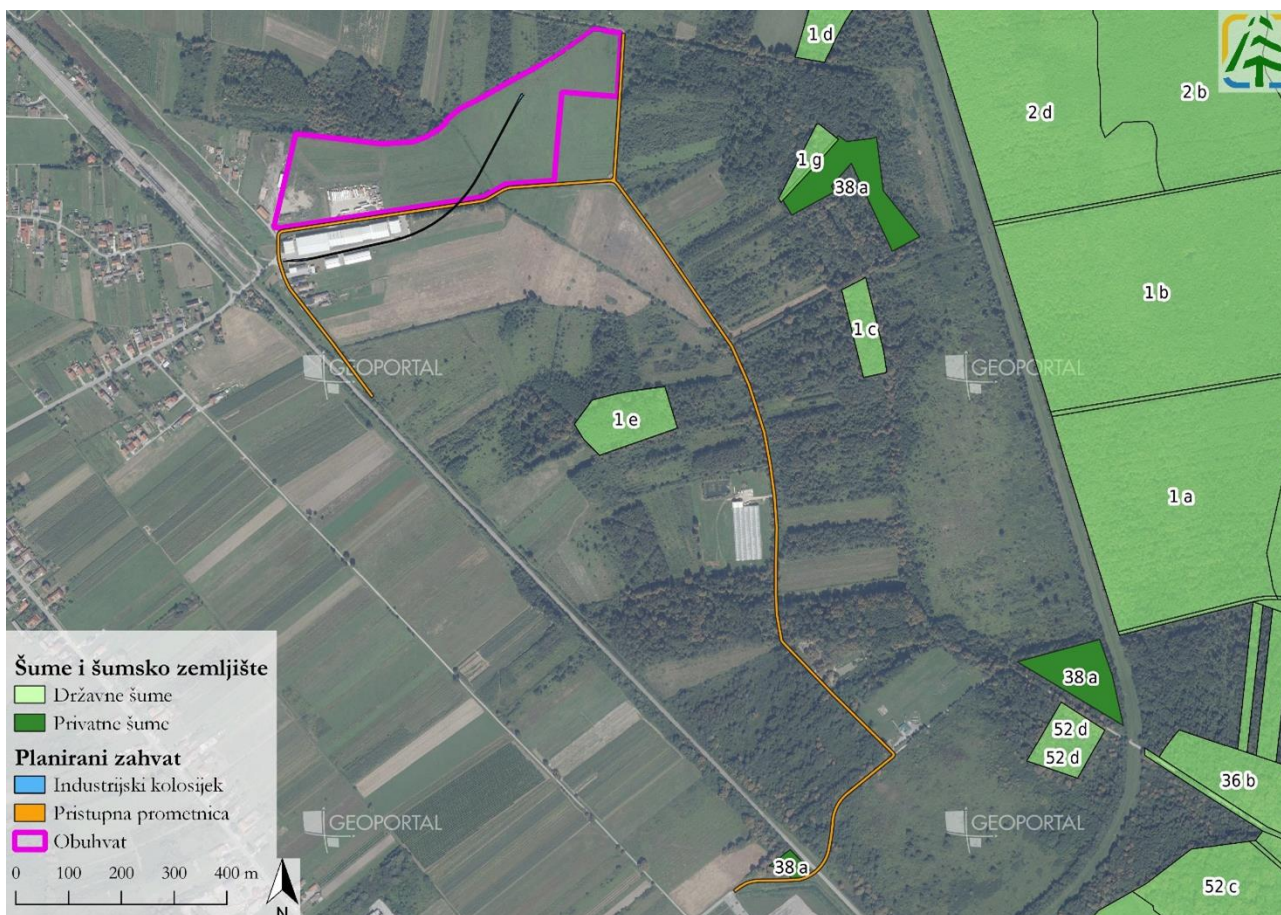 1 d
2 b
2 d
1 g
38 a
1 b
1 c
GEOPORTAL
GEOPORTAL
1 e
1 a
38 a
52 d
52 d
36 b
GEOPORTAL
GEOPORTAL
38 a
52 c
Šume i šumsko zemljište
Državne šume
Privatne šume
Planirani zahvat
Industrijski kolosijek
Pristupna prometnica
Obuhvat
0 100 200 300 400 m
N